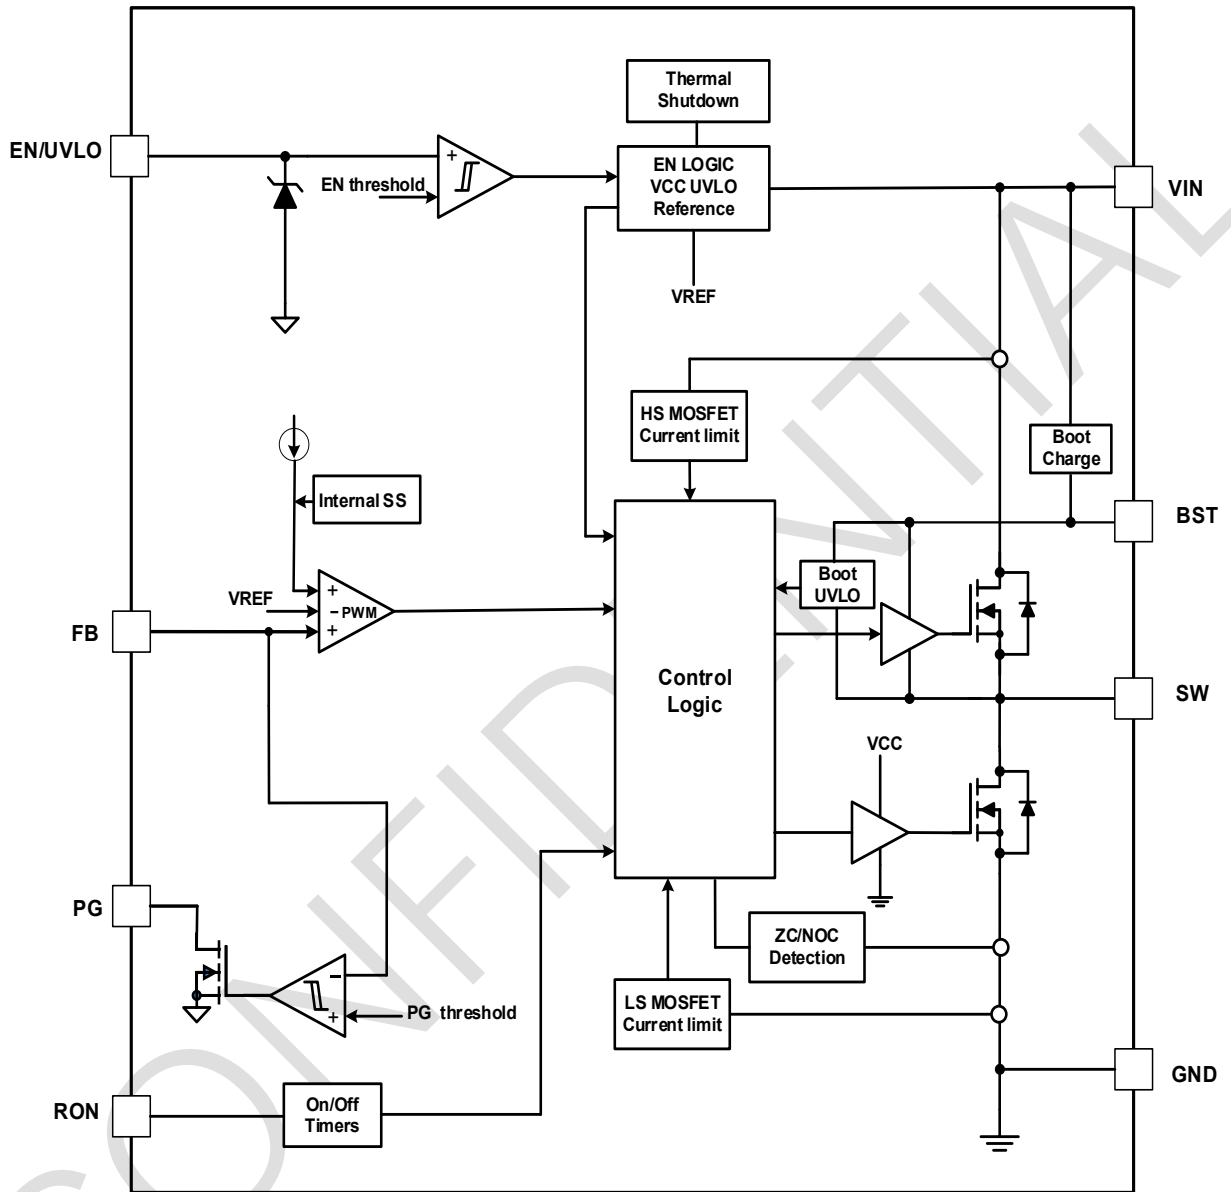 Thermal
Shutdown
EN/UVLO
+
EN threshold
EN LOGIC
VCC UVLO
Reference
VIN
VREF
HS MOSFET
Current limit
Boot
Charge
Internal SS
BST
Boot
UVLO
+
VREF
– PWM
+
FB
Control
Logic
SW
VCC
PG
–
+
PG threshold
ZC/NOC
Detection
LS MOSFET
Current limit
GND
RON
On/Off
Timers
CONFIDENTIAL